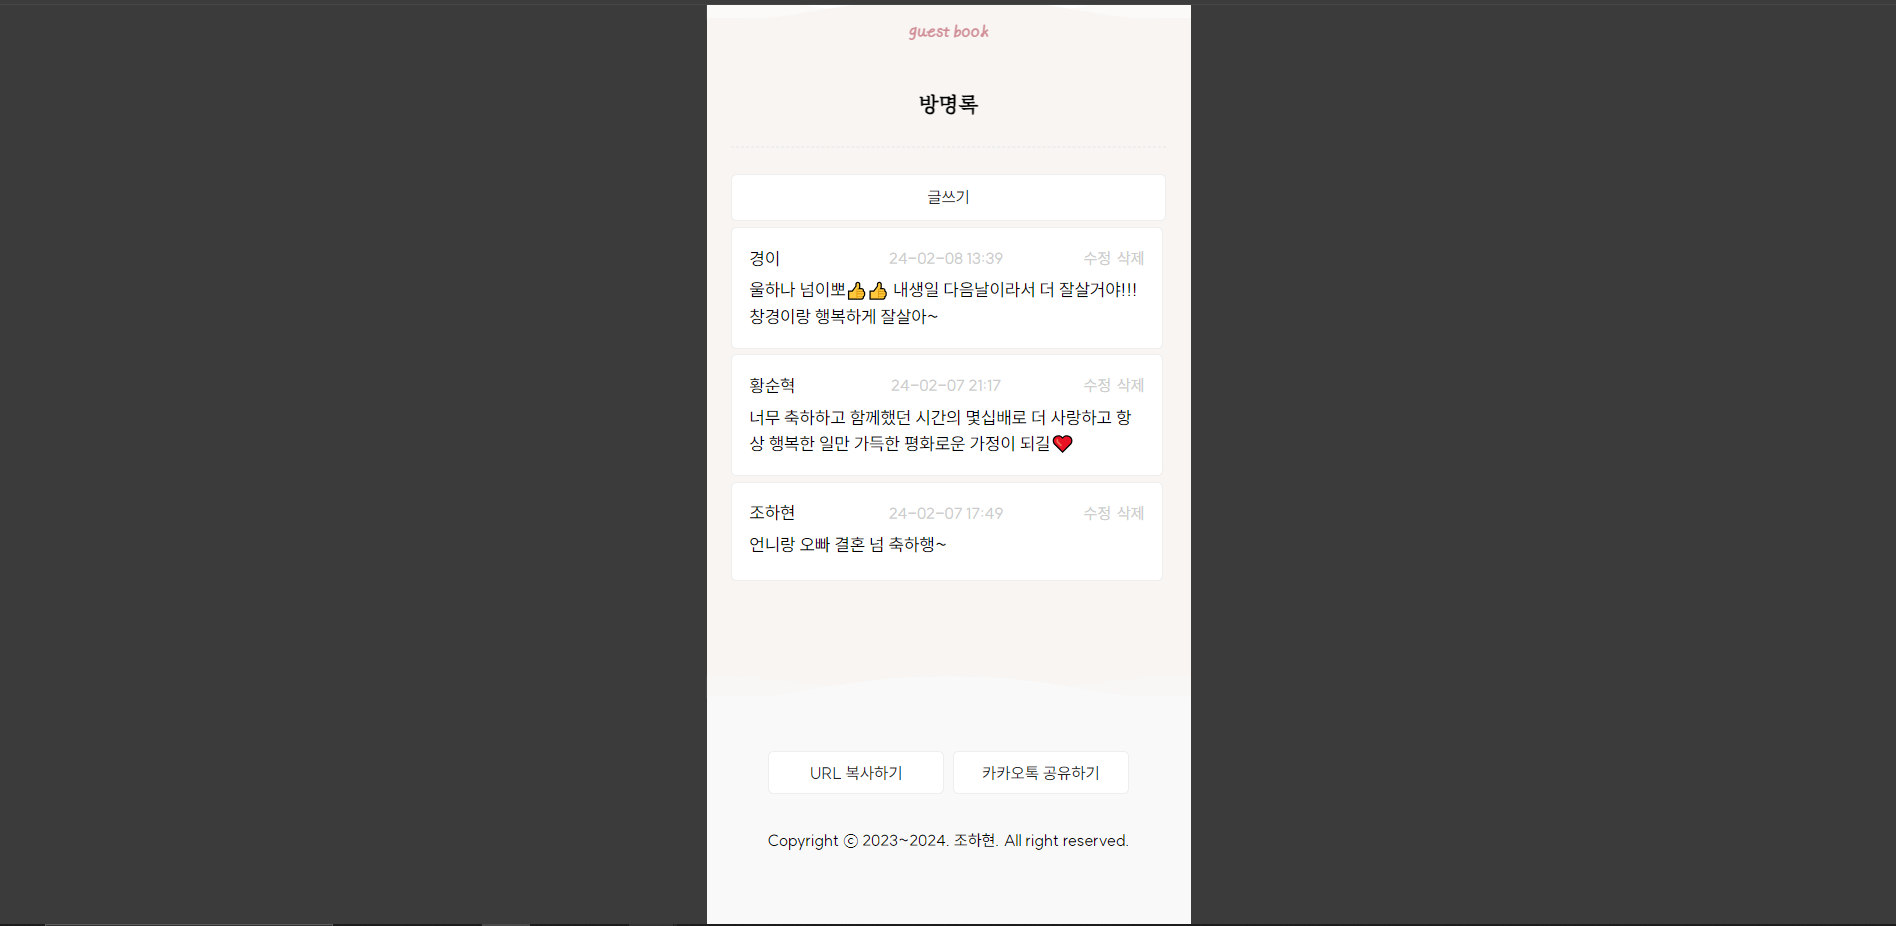 guest book
방명록
글쓰기
경이 24-02-08 13:39 수정 삭제
울하나 넘이뽀👍👍 내생일 다음날이라서 더 잘살거야!!!
창경이랑 행복하게 잘살아~
황순혁 24-02-07 21:17 수정 삭제
너무 축하하고 함께했던 시간의 몇십배로 더 사랑하고 항
상 행복한 일만 가득한 평화로운 가정이 되길❤️
조하현 24-02-07 17:49 수정 삭제
언니랑 오빠 결혼 넘 축하행~
URL 복사하기 카카오톡 공유하기
Copyright ⓒ 2023~2024. 조하현. All right reserved.